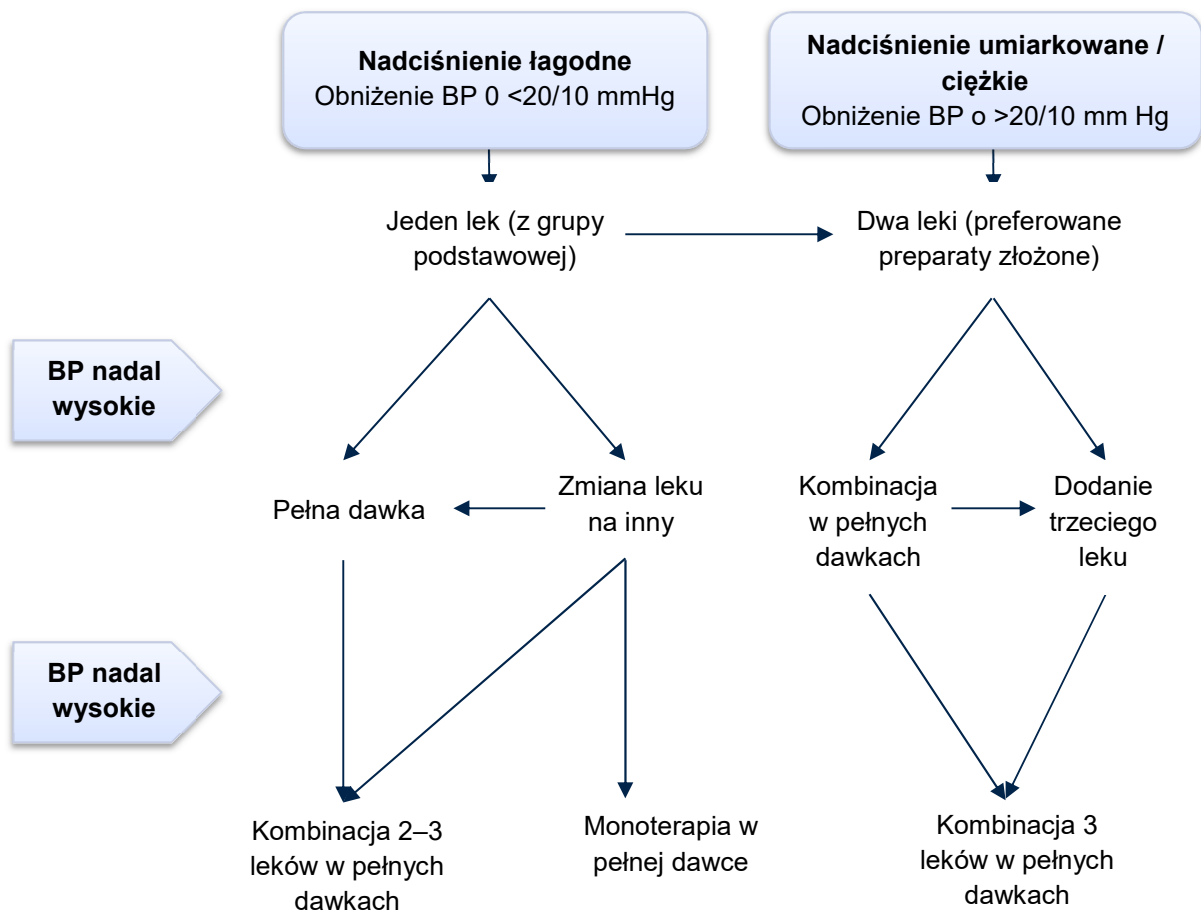 Nadciśnienie łagodne
Obniżenie BP 0 <20/10 mmHg
Nadciśnienie umiarkowane /
ciężkie
Obniżenie BP o >20/10 mm Hg
Jeden lek (z grupy
podstawowej)
Dwa leki (preferowane
preparaty złożone)
BP nadal
wysokie
Pełna dawka
Zmiana leku
na inny
Kombinacja
w pełnych
dawkach
Dodanie
trzeciego
leku
BP nadal
wysokie
Kombinacja 2–3
leków w pełnych
dawkach
Monoterapia w
pełnej dawce
Kombinacja 3
leków w pełnych
dawkach